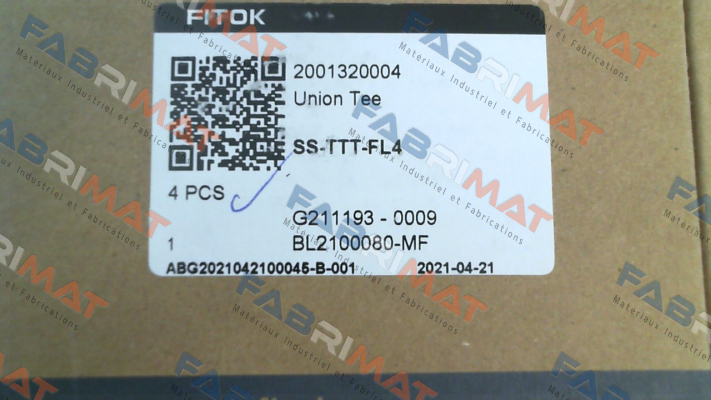 FITOK
2001320004
Union Tee
SS-TTT-FL4
4 PCS
G211193 - 0009
1 BL2100080-MF
ABG2021042100045-B-001 2021-04-21
FABRIMAT
Matériaux Industriel et Fabrications